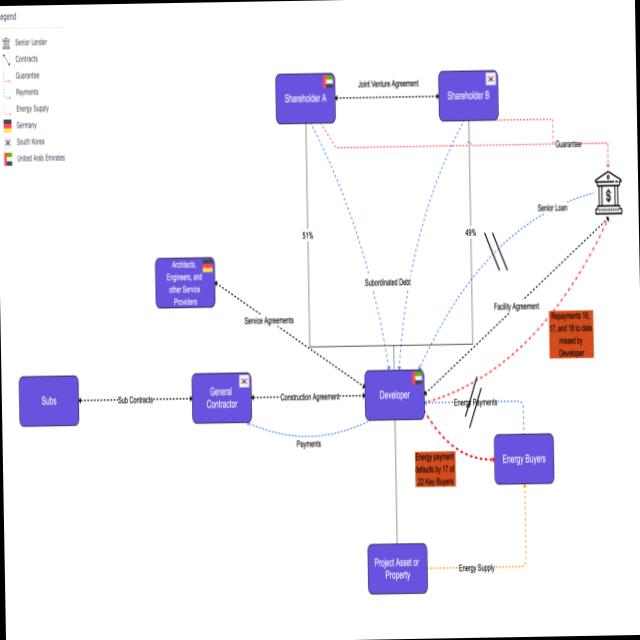 egend
Senior Lender
Contracts
Guarantee
Payments
Energy Supply
Germany
South Korea
United Arab Emirates
Shareholder A
Joint Venture Agreement
Shareholder B
Guarantee
$
Senior Loan
51%
49%
Architects,
Engineers, and
other Service
Providers
Subordinated Debt
Service Agreements
Facility Agreement
Repayments 16,
17, and 18 to date
missed by
Developer
Subs
Sub Contracts
General
Contractor
Construction Agreement
Developer
Energy Payments
Payments
Energy payment
defaults by 17 of
22 Key Buyers
Energy Buyers
Project Asset or
Property
Energy Supply